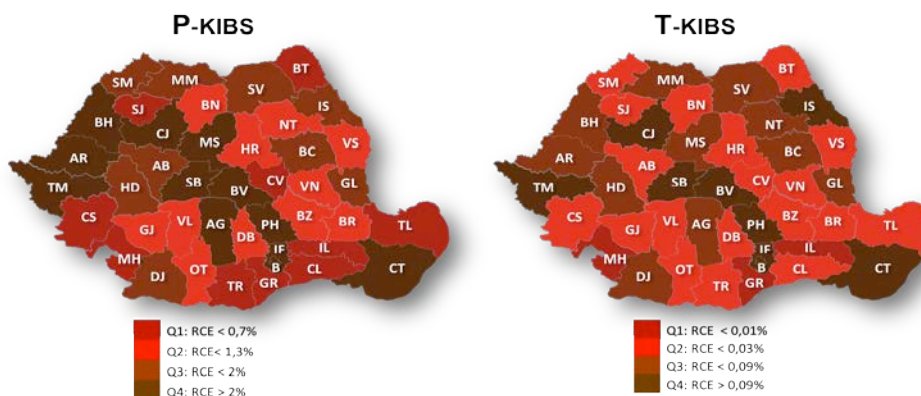 P-KIBS
T-KIBS
SM MM BT
SV
SJ BN IS
BH CJ NT
MS HR VS
AR AB BC
TM HD SB BV CV VN GL
CS VL AG PH BZ BR TL
GJ DB
MH IF IL
B
DJ OT TR GR CL CT
SM MM BT
SV
SJ BN IS
BH CJ NT
MS HR VS
AR AB BC
TM HD SB BV CV VN GL
CS VL AG PH BZ BR TL
GJ DB
MH IF IL
B
DJ OT TR GR CL CT
Q1: RCE < 0,7%
Q2: RCE< 1,3%
Q3: RCE < 2%
Q4: RCE > 2%
Q1: RCE < 0,01%
Q2: RCE < 0,03%
Q3: RCE < 0,09%
Q4: RCE > 0,09%